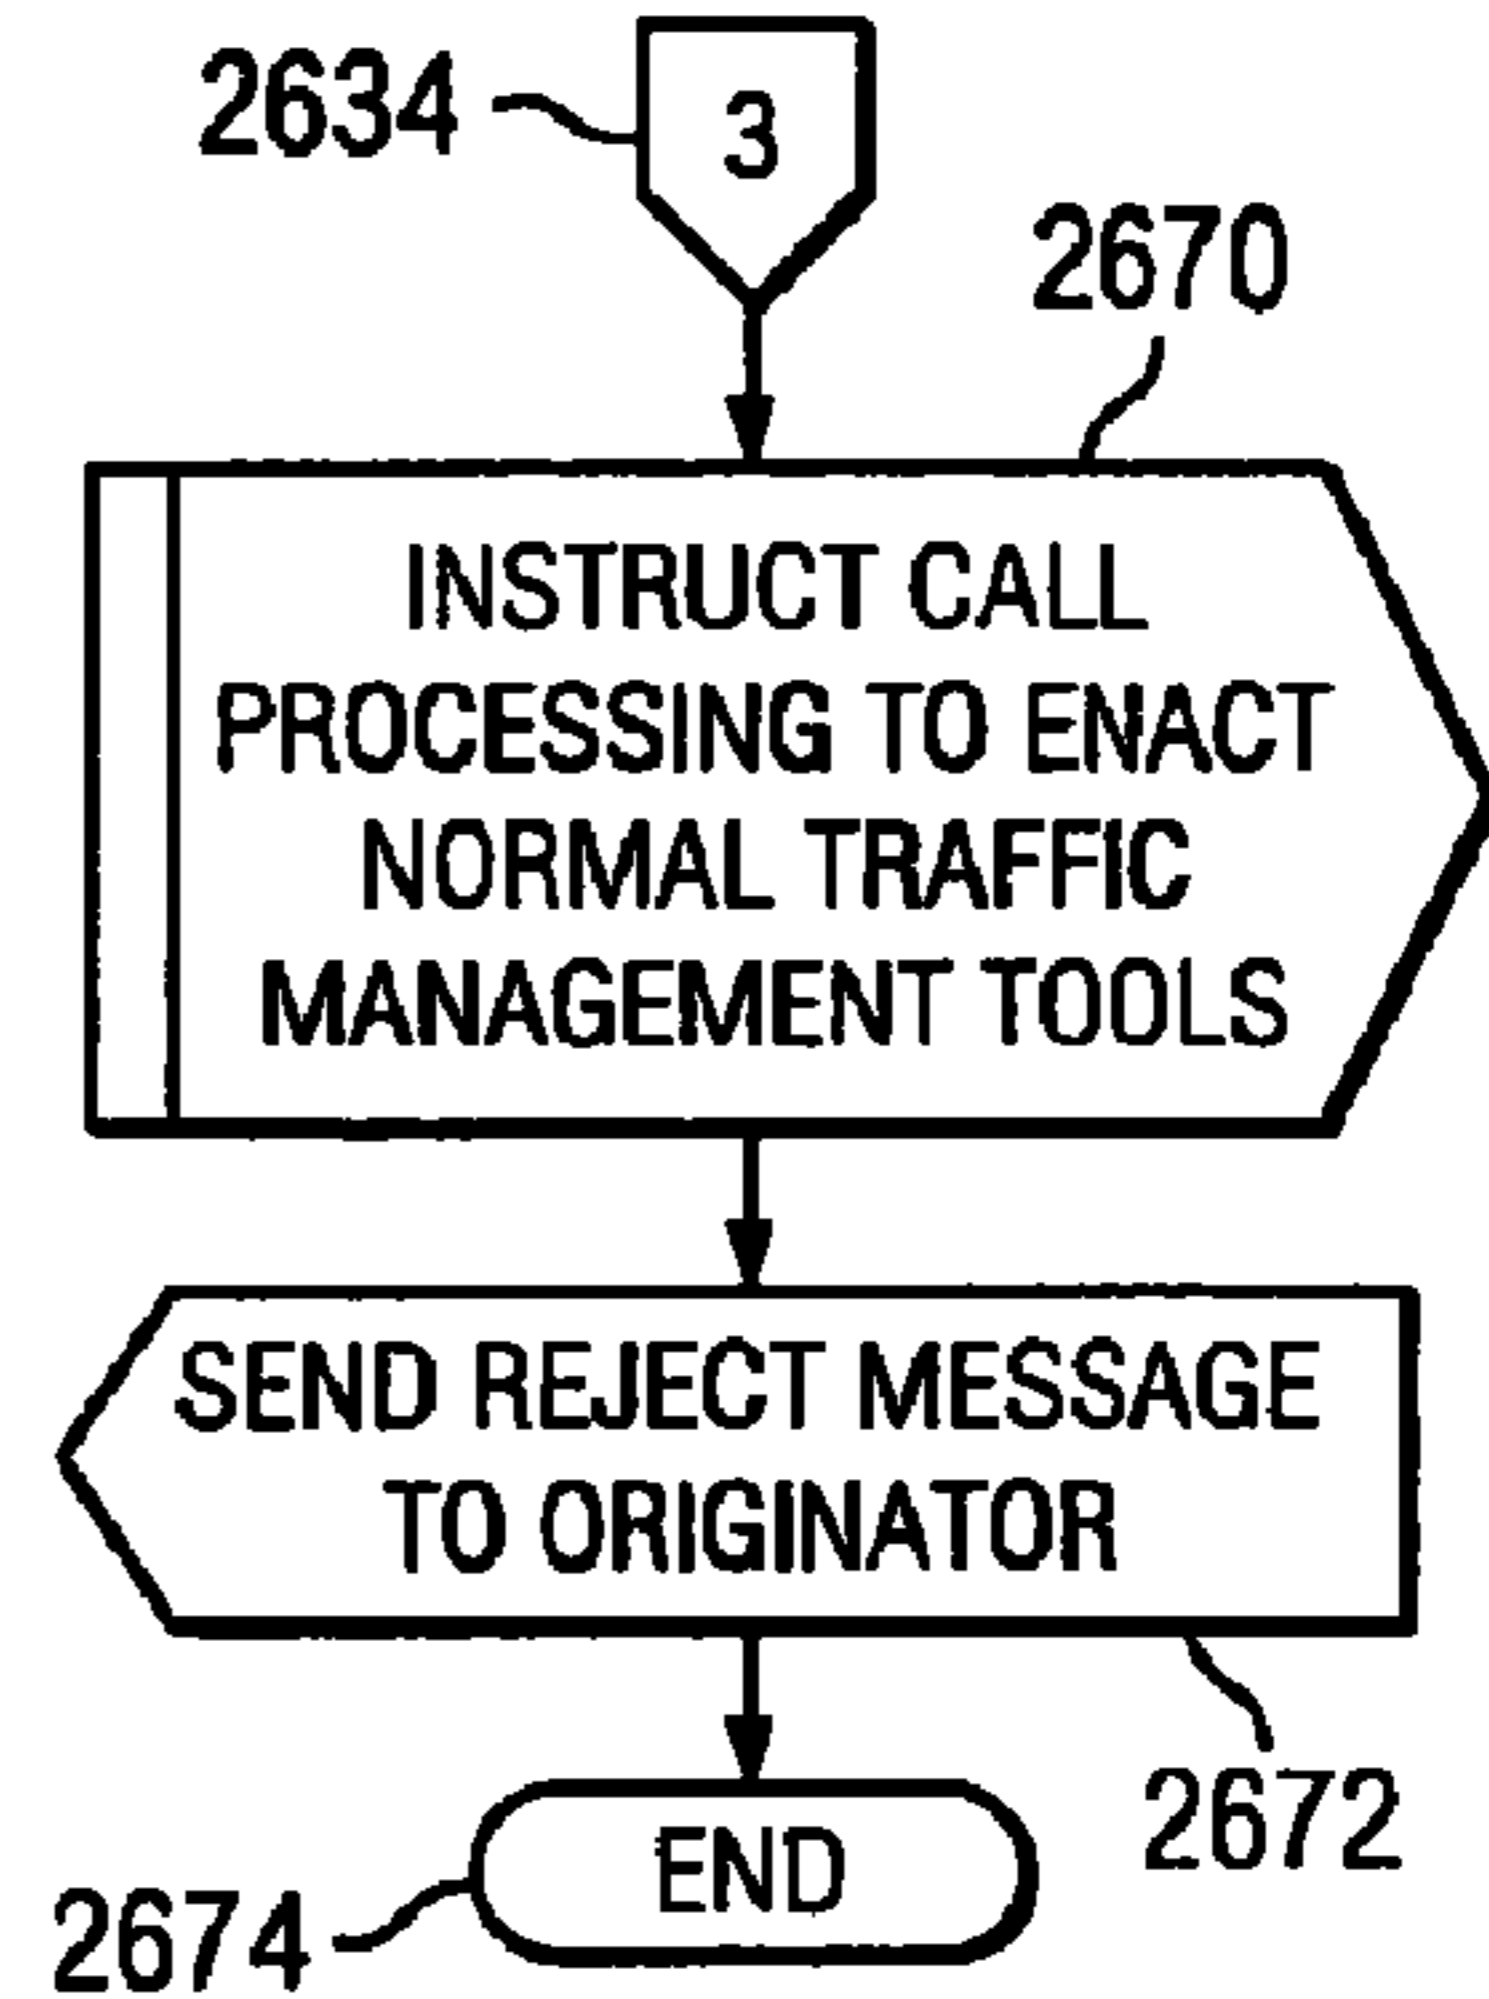 2634
3
2670
INSTRUCT CALL
PROCESSING TO ENACT
NORMAL TRAFFIC
MANAGEMENT TOOLS
SEND REJECT MESSAGE
TO ORIGINATOR
2672
END
2674